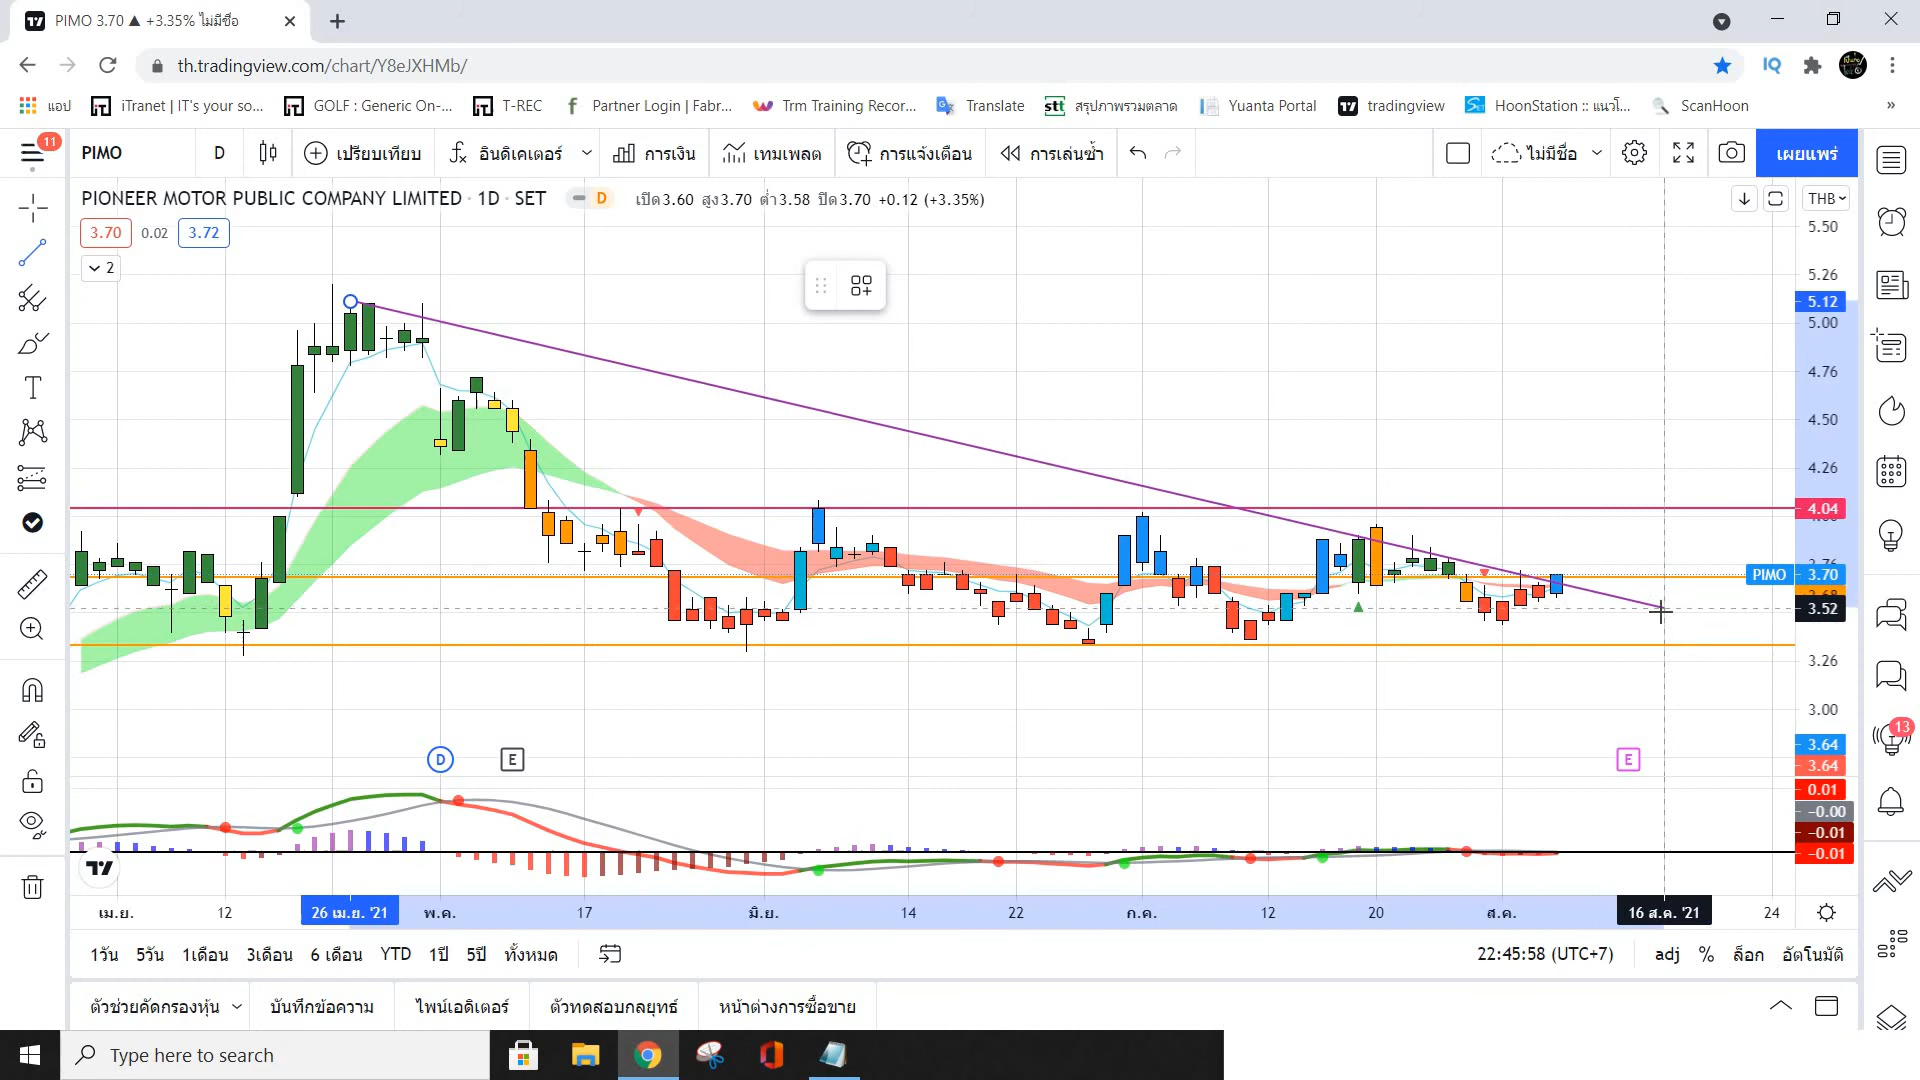 PIMO 3.70 ▲ +3.35% ไม่มีชื่อ
th.tradingview.com/chart/Y8eJXHMb/
แอป
iTranet | IT's your so...
GOLF : Generic On-...
T-REC
Partner Login | Fabr...
Trm Training Recor...
Translate
สรุปภาพรวมตลาด
Yuanta Portal
tradingview
HoonStation :: แนวโ...
ScanHoon
11
PIMO
D
เปรียบเทียบ
อินดิเคเตอร์
การเงิน
เทมเพลต
การแจ้งเตือน
การเล่นซ้ำ
ไม่มีชื่อ
เผยแพร่
PIONEER MOTOR PUBLIC COMPANY LIMITED · 1D · SET
D
เปิด3.60 สูง3.70 ต่ำ3.58 ปิด3.70 +0.12 (+3.35%)
THB
3.70
0.02
3.72
2
5.50
5.26
5.12
5.00
4.76
4.50
4.26
4.04
PIMO 3.70
3.52
3.26
3.00
D
E
E
3.64
3.64
0.01
−0.00
−0.01
−0.01
13
เม.ย.
12
26 เม.ย. '21
พ.ค.
17
มิ.ย.
14
22
ก.ค.
12
20
ส.ค.
16 ส.ค. '21
24
1วัน
5วัน
1เดือน
3เดือน
6 เดือน
YTD
1ปี
5ปี
ทั้งหมด
22:45:58 (UTC+7)
adj
%
ล็อก
อัตโนมัติ
ตัวช่วยคัดกรองหุ้น
บันทึกข้อความ
ไพน์เอดิเตอร์
ตัวทดสอบกลยุทธ์
หน้าต่างการซื้อขาย
Type here to search